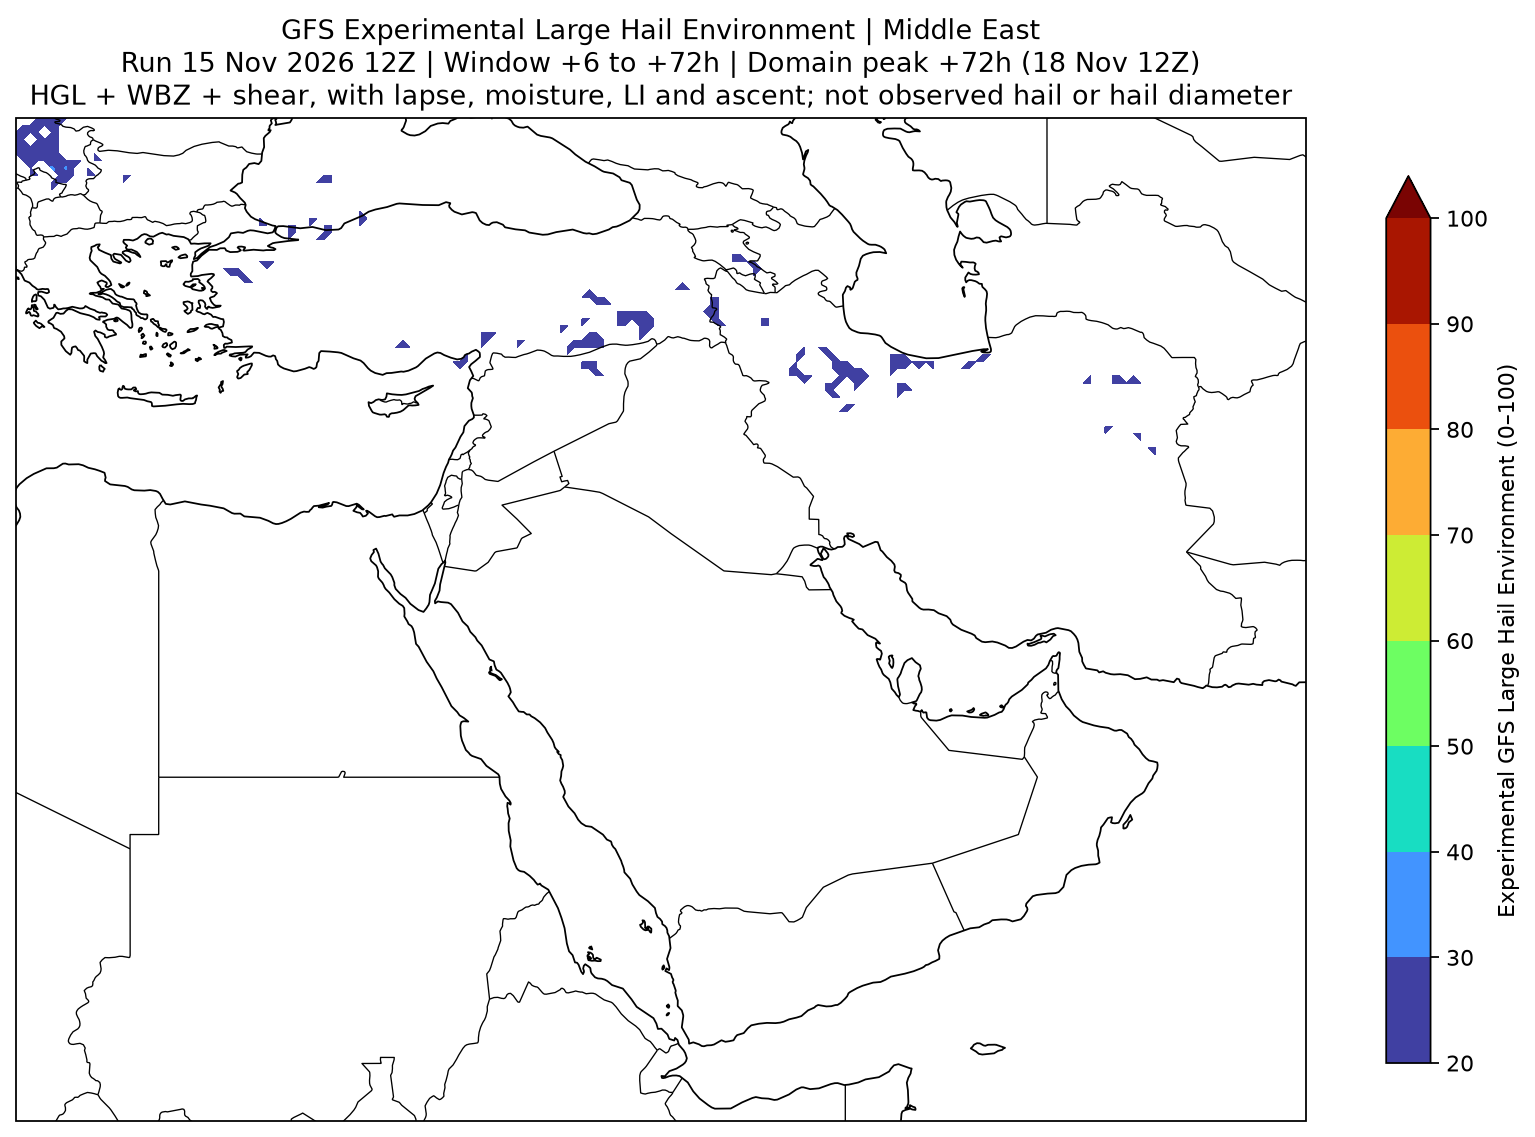 GFS Experimental Large Hail Environment | Middle East
Run 15 Nov 2026 12Z | Window +6 to +72h | Domain peak +72h (18 Nov 12Z)
HGL + WBZ + shear, with lapse, moisture, LI and ascent; not observed hail or hail diameter
100
90
80
70
60
50
40
30
20
Experimental GFS Large Hail Environment (0–100)